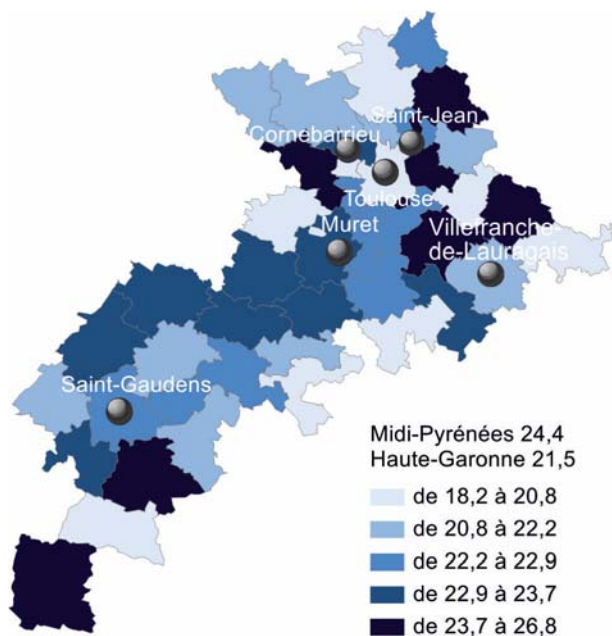 Saint-Jean
Cornebarrieu
Toulouse
Muret
Villefranche-
de-Lauragais
Saint-Gaudens
Midi-Pyrénées 24,4
Haute-Garonne 21,5
de 18,2 à 20,8
de 20,8 à 22,2
de 22,2 à 22,9
de 22,9 à 23,7
de 23,7 à 26,8